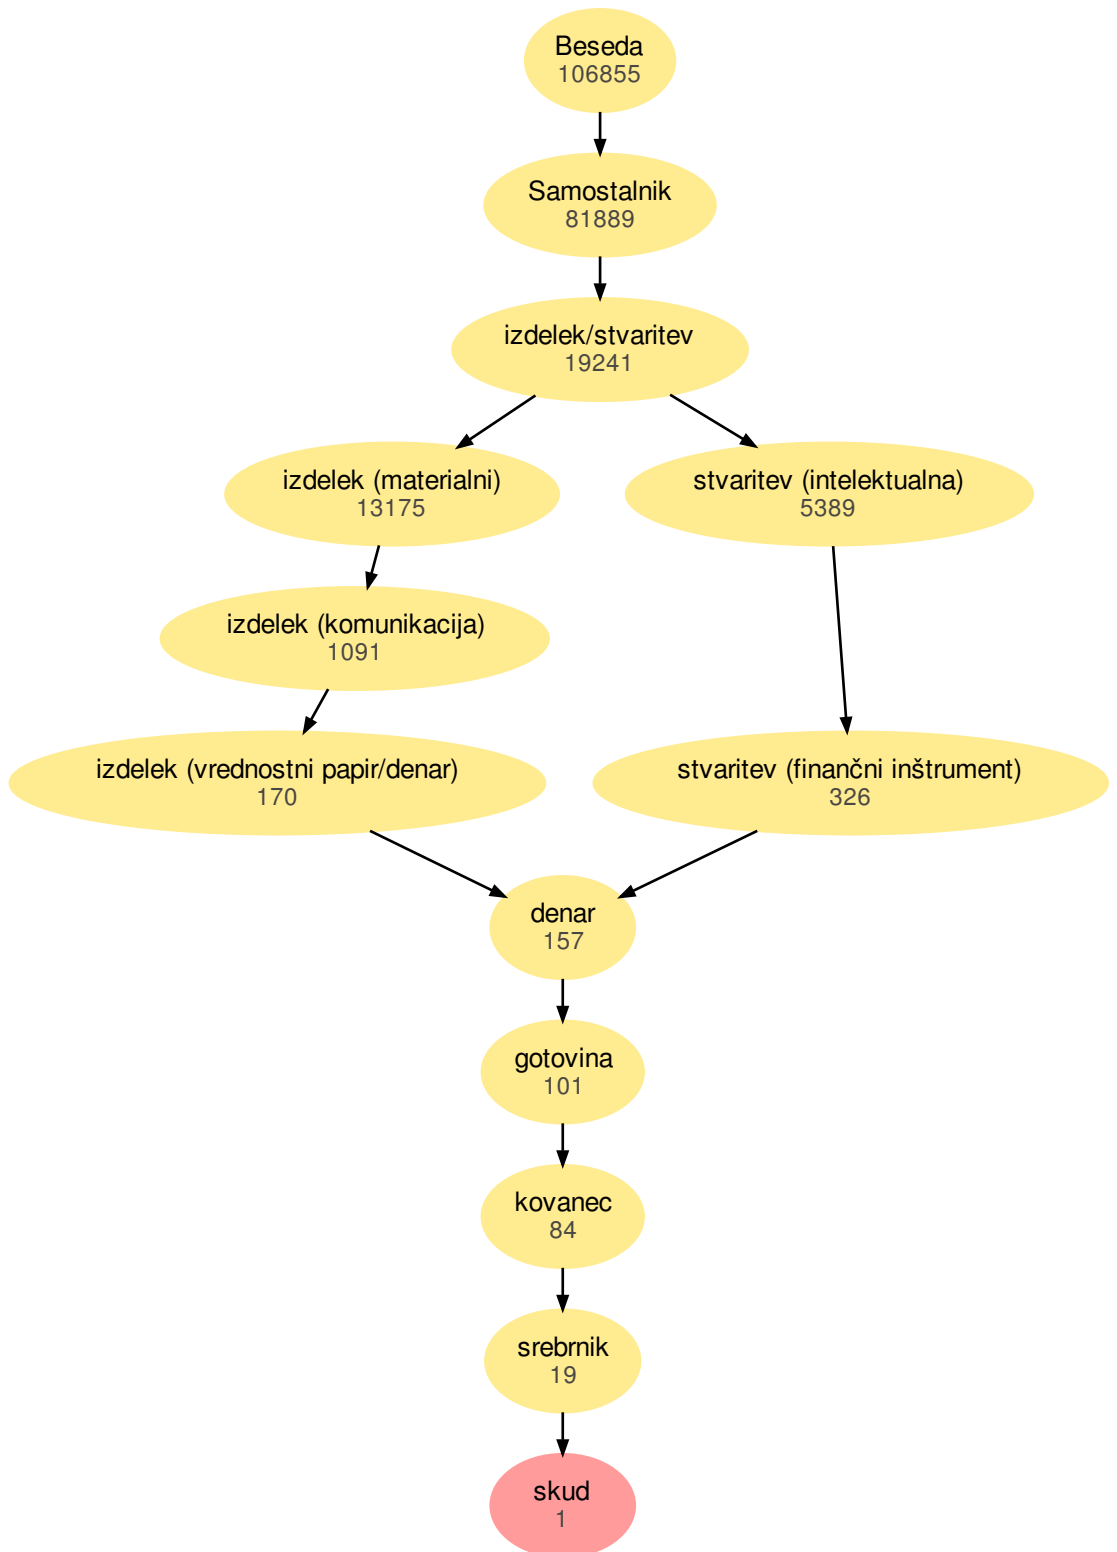 Beseda
106855
Samostalnik
81889
izdelek/stvaritev
19241
izdelek (materialni)
13175
stvaritev (intelektualna)
5389
izdelek (komunikacija)
1091
izdelek (vrednostni papir/denar)
170
stvaritev (finančni inštrument)
326
denar
157
gotovina
101
kovanec
84
srebrnik
19
skud
1